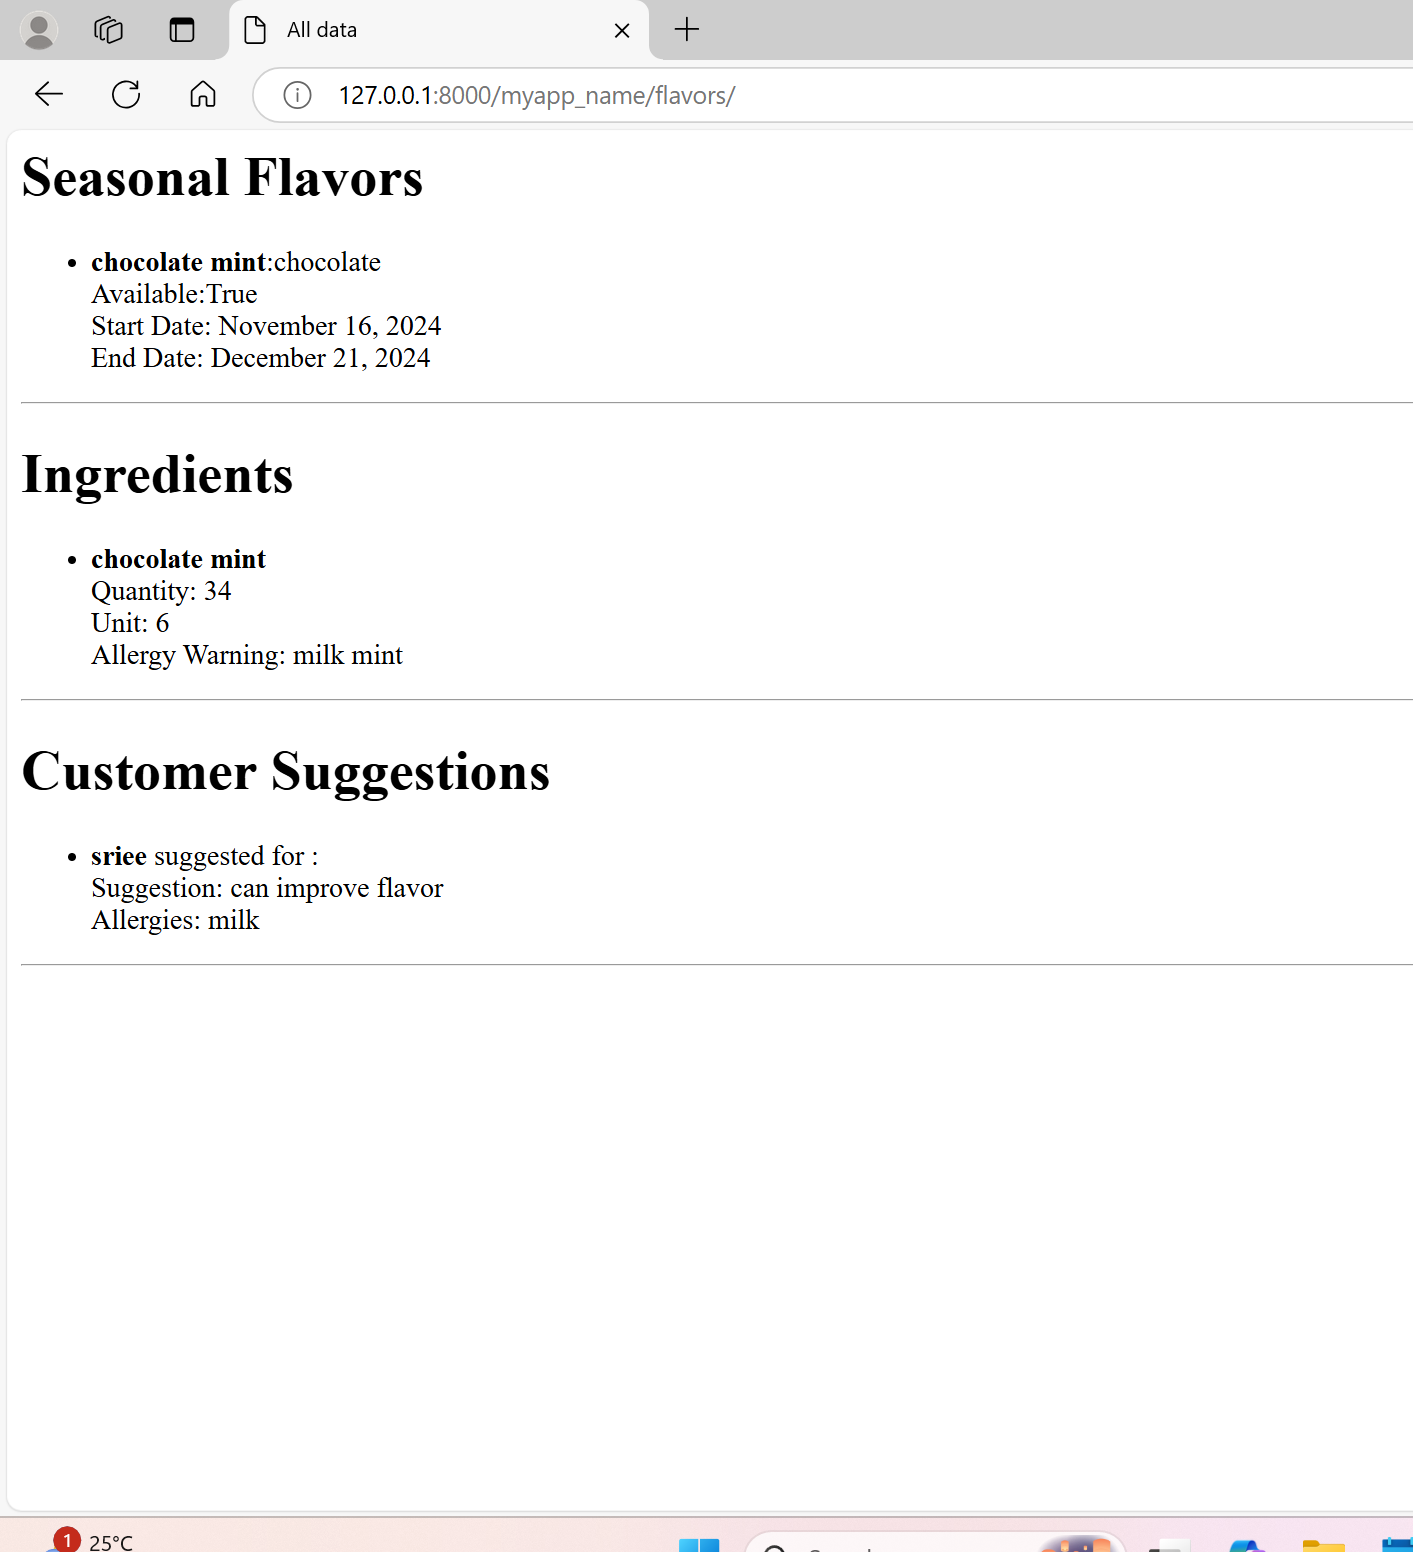 All data
127.0.0.1:8000/myapp_name/flavors/
Seasonal Flavors
chocolate mint:chocolate
Available:True
Start Date: November 16, 2024
End Date: December 21, 2024
Ingredients
chocolate mint
Quantity: 34
Unit: 6
Allergy Warning: milk mint
Customer Suggestions
sriee suggested for :
Suggestion: can improve flavor
Allergies: milk
1
25°C